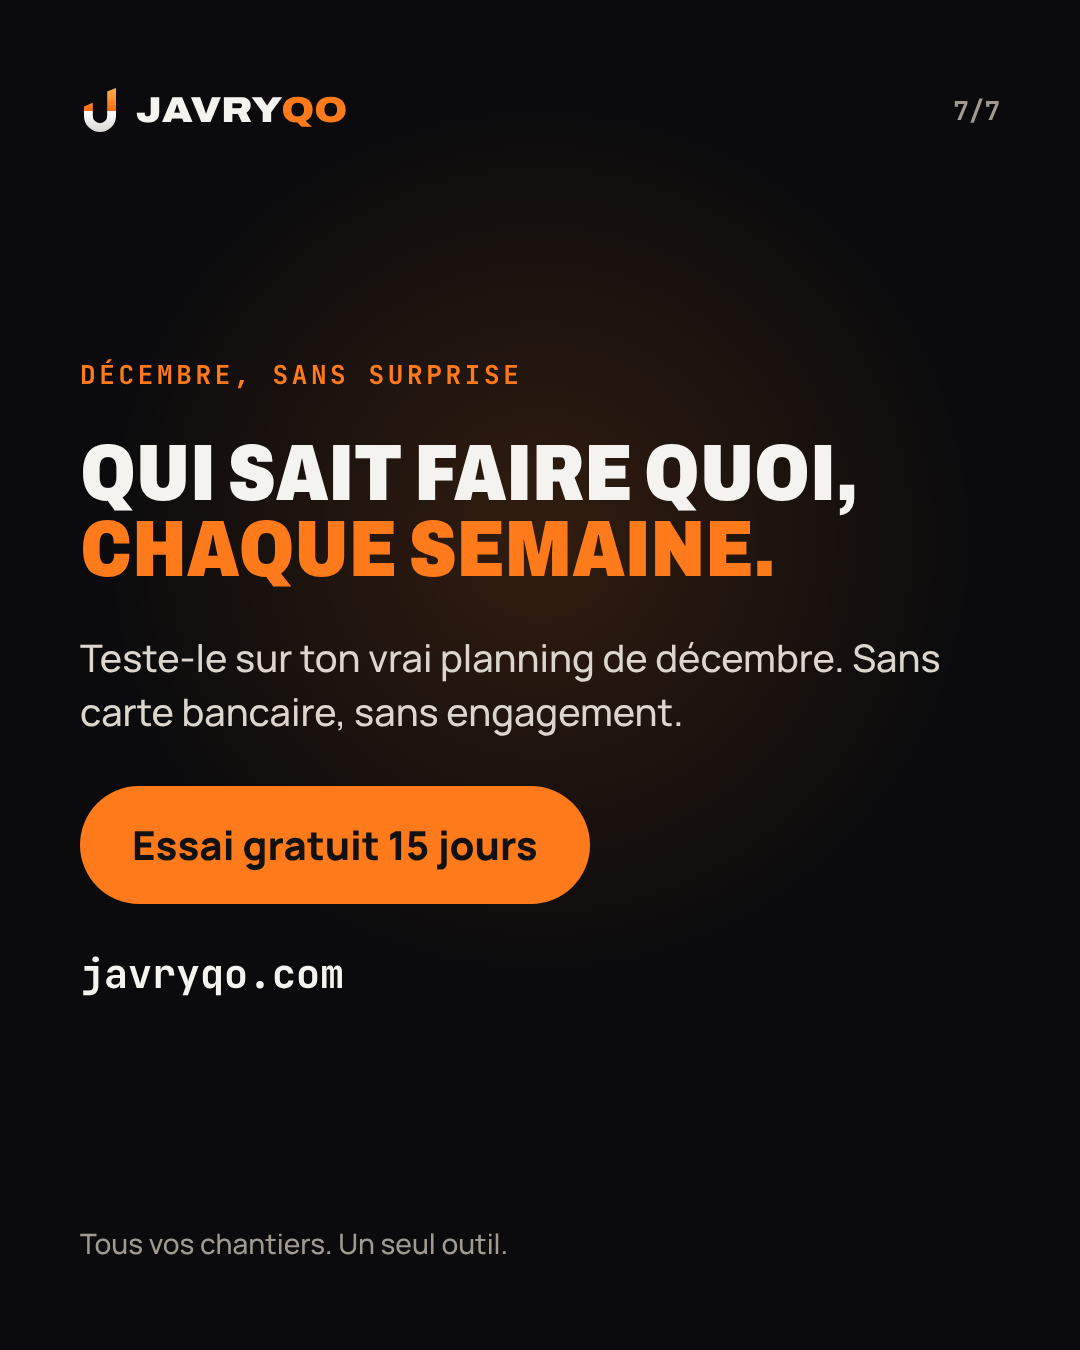 JAVRYQO
7/7
DÉCEMBRE, SANS SURPRISE
QUI SAIT FAIRE QUOI,
CHAQUE SEMAINE.
Teste-le sur ton vrai planning de décembre. Sans
carte bancaire, sans engagement.
Essai gratuit 15 jours
javryqo.com
Tous vos chantiers. Un seul outil.